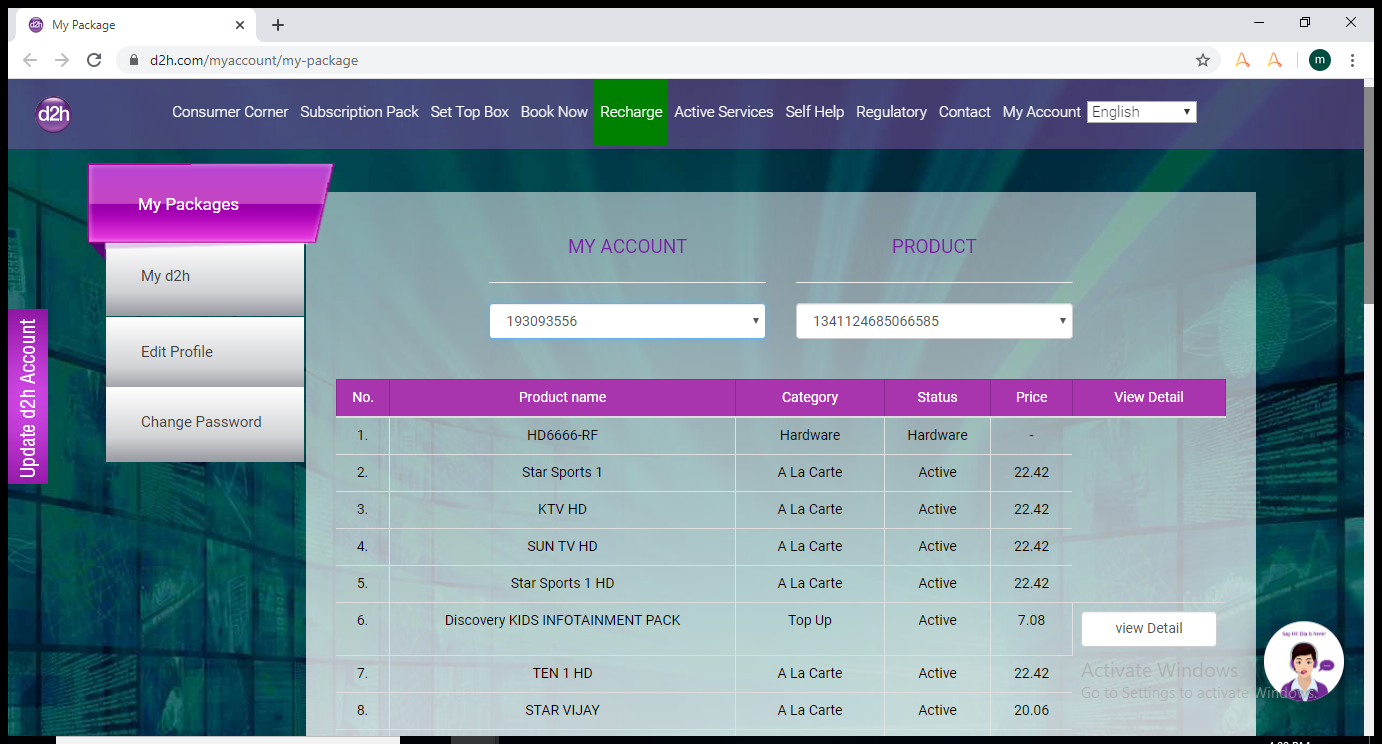 My Package
d2h.com/myaccount/my-package
m
d2h
Consumer Corner Subscription Pack Set Top Box Book Now Recharge Active Services Self Help Regulatory Contact My Account English
My Packages
My d2h
Edit Profile
Change Password
Update d2h Account
MY ACCOUNT PRODUCT
193093556 1341124685066585
No. Product name Category Status Price View Detail
1. HD6666-RF Hardware Hardware -
2. Star Sports 1 A La Carte Active 22.42
3. KTV HD A La Carte Active 22.42
4. SUN TV HD A La Carte Active 22.42
5. Star Sports 1 HD A La Carte Active 22.42
6. Discovery KIDS INFOTAINMENT PACK Top Up Active 7.08 view Detail
7. TEN 1 HD A La Carte Active 22.42
8. STAR VIJAY A La Carte Active 20.06
Activate Windows
Go to Settings to activate Windows.